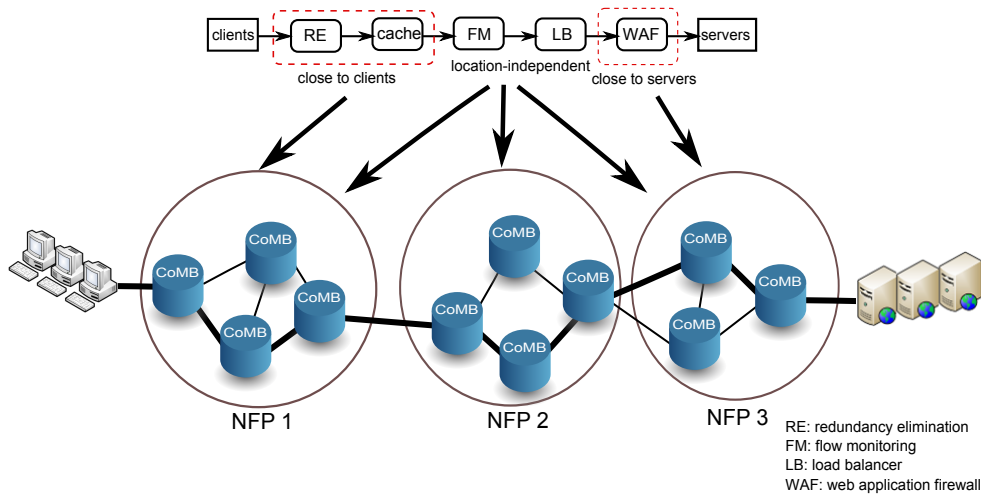 clients RE cache FM LB WAF servers
close to clients
location-independent
close to servers
CoMB
CoMB
CoMB
CoMB
CoMB
CoMB
CoMB
CoMB
CoMB
CoMB
CoMB
NFP 1
NFP 2
NFP 3
RE: redundancy elimination
FM: flow monitoring
LB: load balancer
WAF: web application firewall